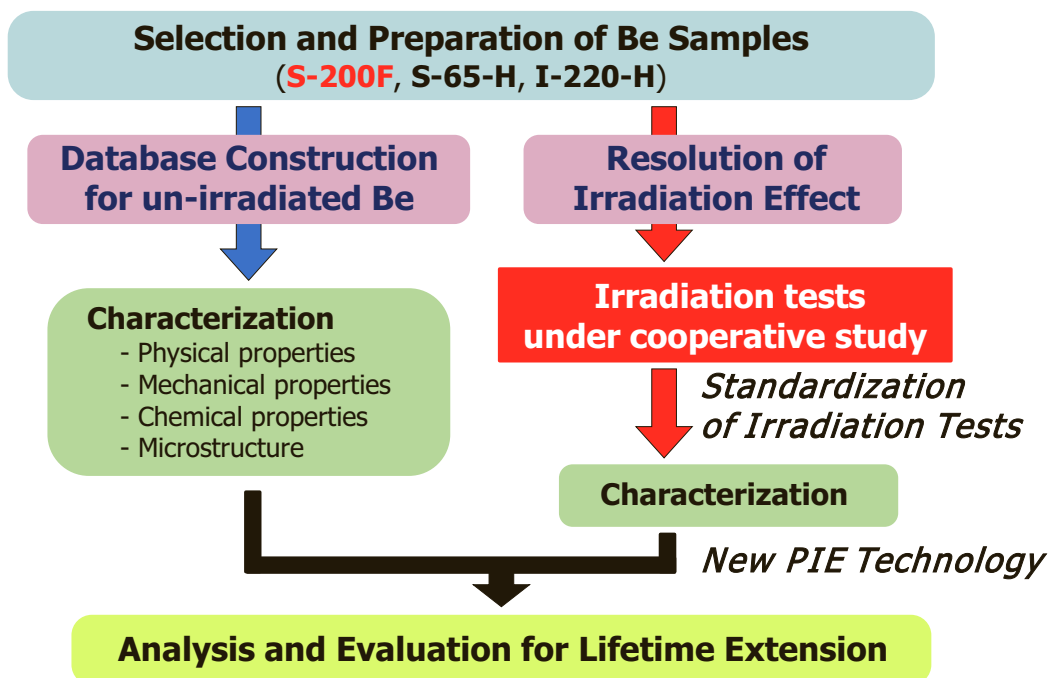 Selection and Preparation of Be Samples
(S-200F, S-65-H, I-220-H)
Database Construction
for un-irradiated Be
Resolution of
Irradiation Effect
Characterization
- Physical properties
- Mechanical properties
- Chemical properties
- Microstructure
Irradiation tests
under cooperative study
Standardization
of Irradiation Tests
Characterization
New PIE Technology
Analysis and Evaluation for Lifetime Extension